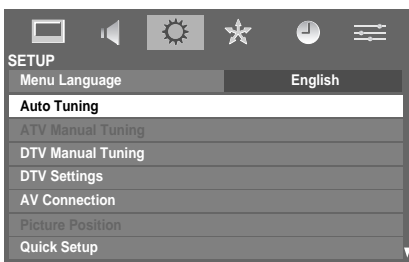 SETUP
Menu Language English
Auto Tuning
ATV Manual Tuning
DTV Manual Tuning
DTV Settings
AV Connection
Picture Position
Quick Setup